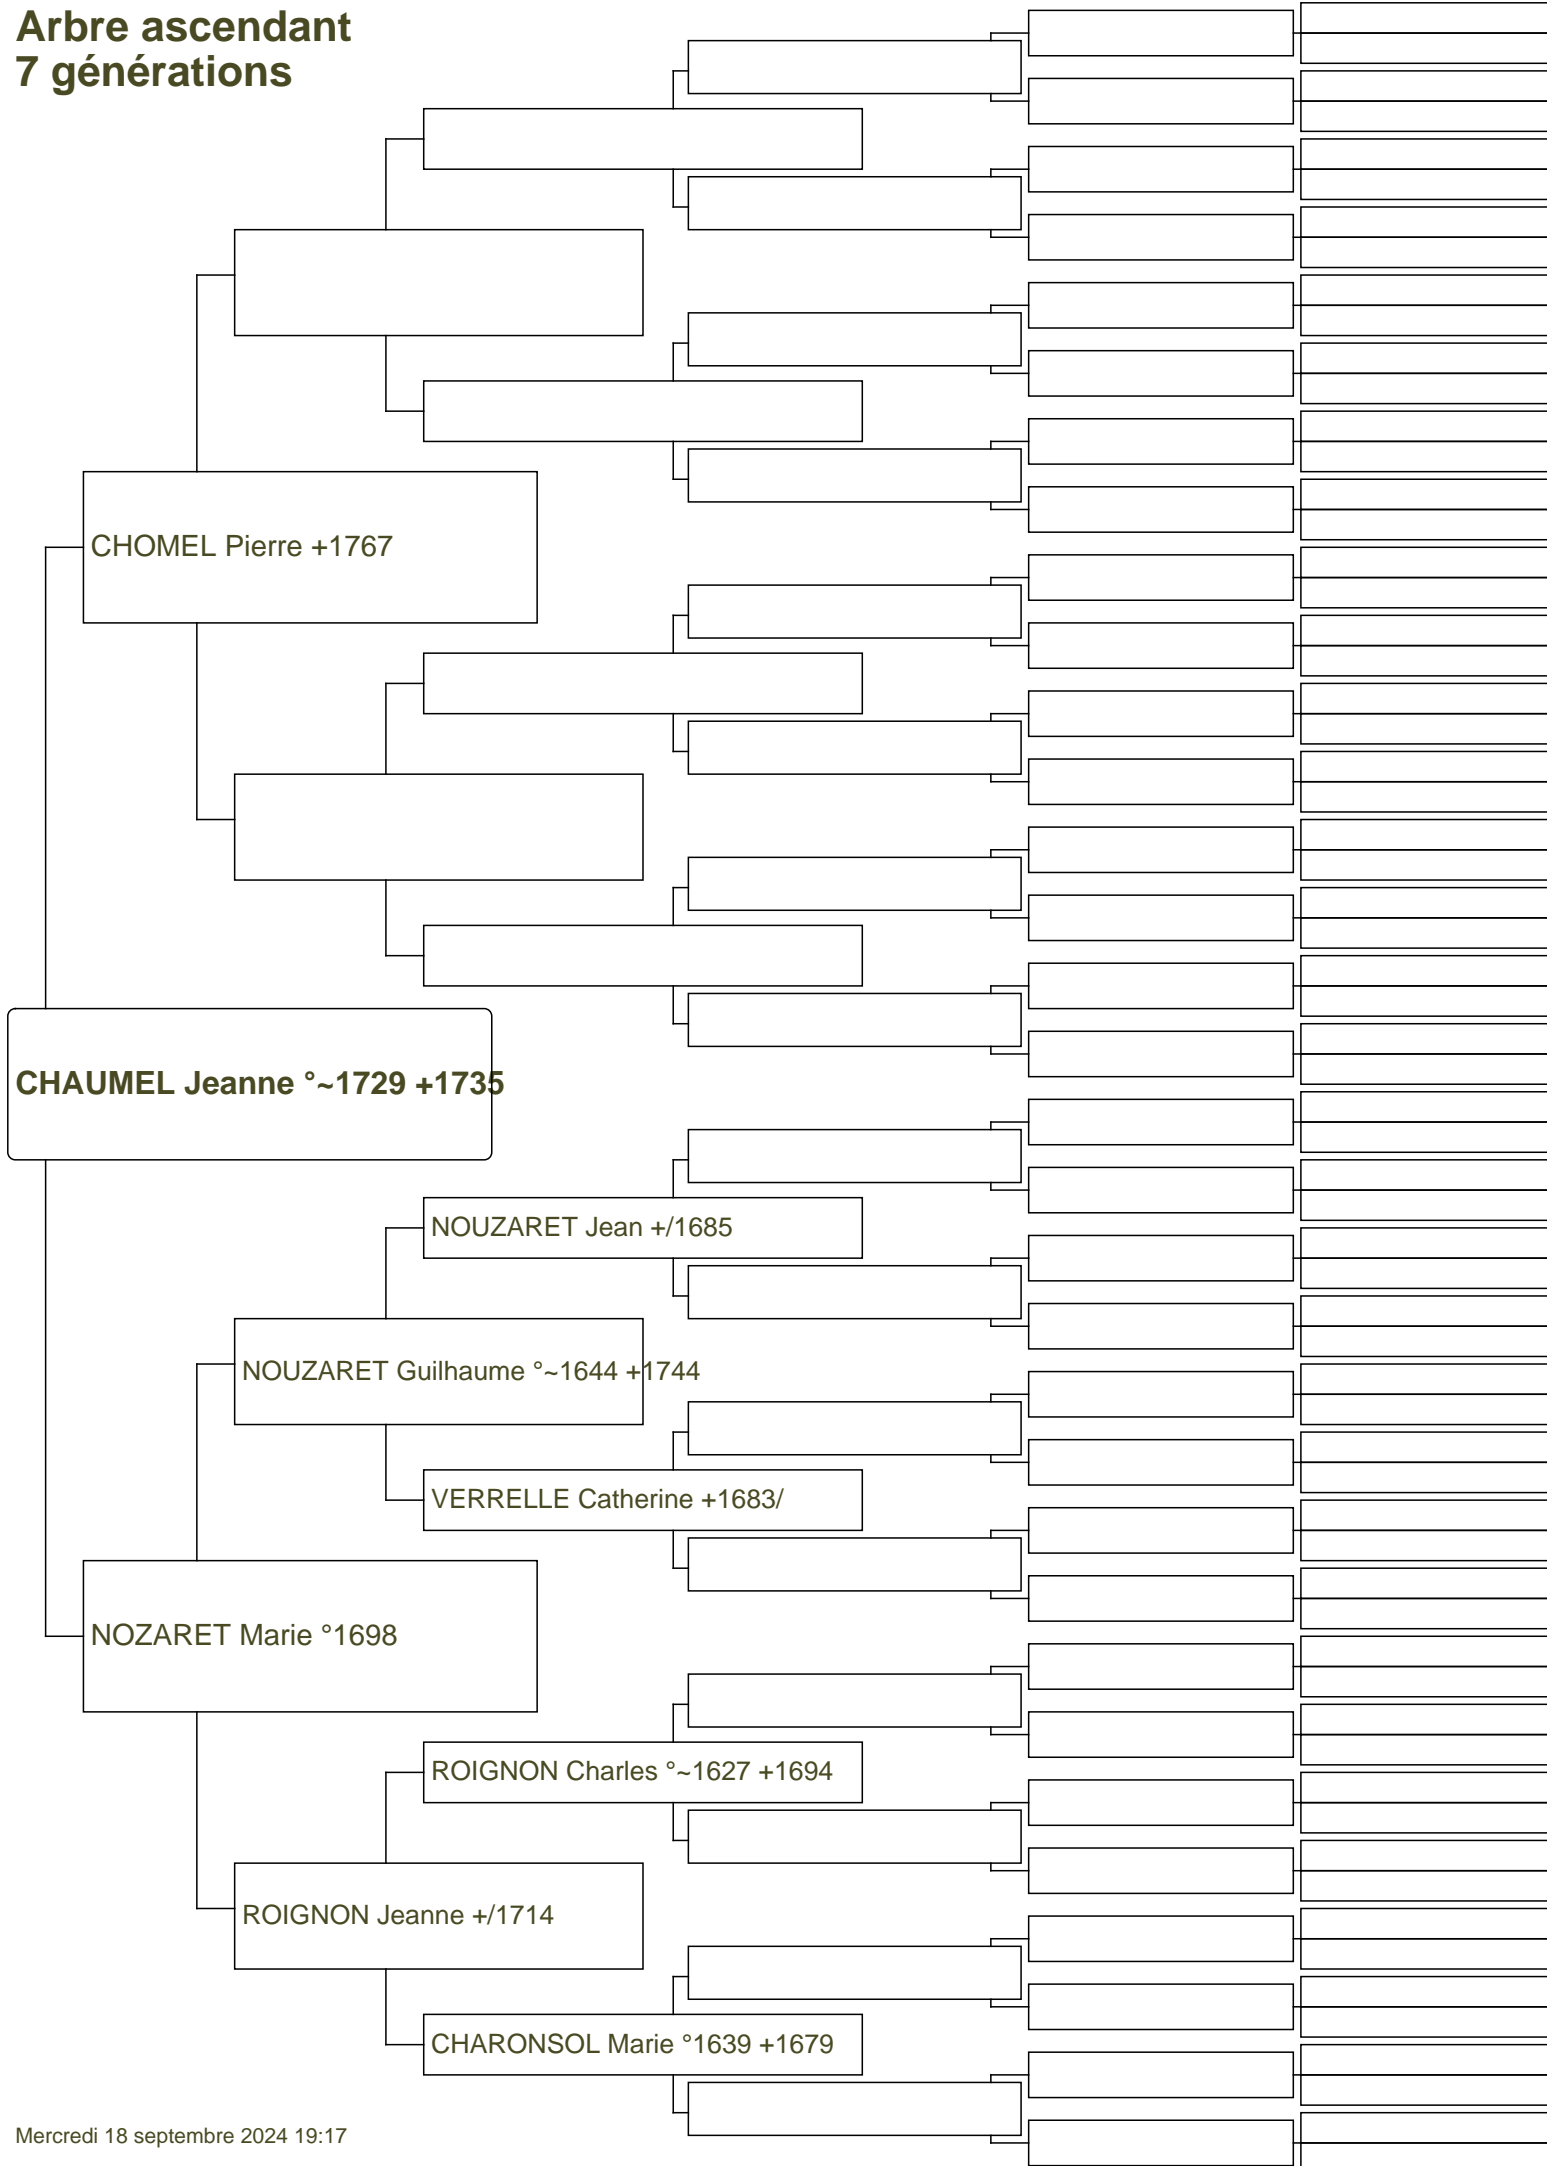 Arbre ascendant
7 générations
CHOMEL Pierre +1767
CHAUMEL Jeanne °~1729 +1735
NOUZARET Jean +/1685
NOUZARET Guilhaume °~1644 +1744
VERRELLE Catherine +1683/
NOZARET Marie °1698
ROIGNON Charles °~1627 +1694
ROIGNON Jeanne +/1714
CHARONSOL Marie °1639 +1679
Mercredi 18 septembre 2024 19:17